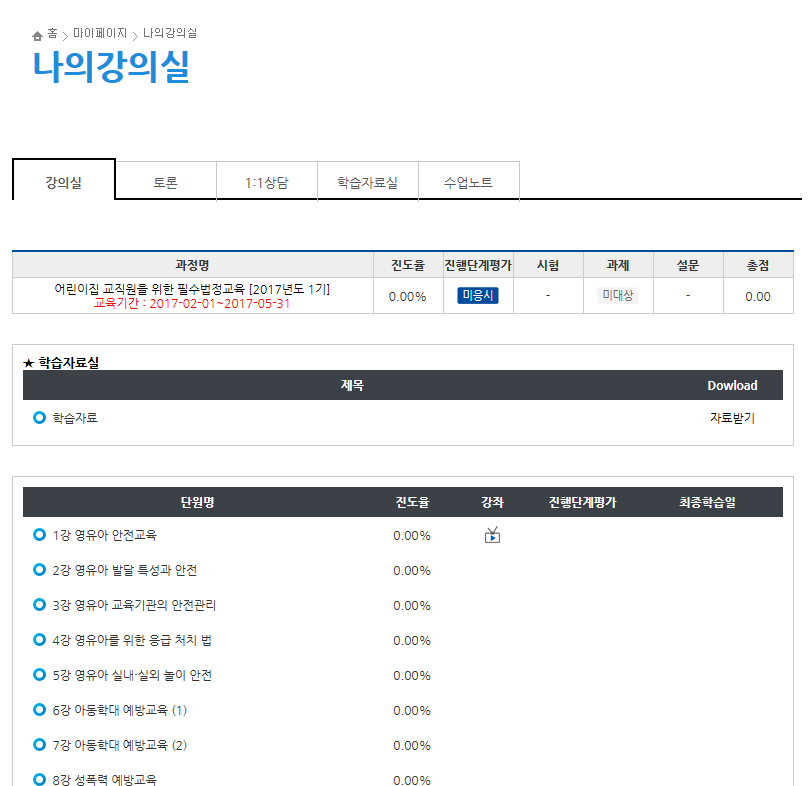 홈 > 마이페이지 > 나의강의실
나의강의실
강의실 토론 1:1상담 학습자료실 수업노트
과정명 진도율 진행단계평가 시험 과제 설문 총점
어린이집 교직원을 위한 필수법정교육 [2017년도 1기]
교육기간 : 2017-02-01~2017-05-31
0.00% 미응시 - 미대상 - 0.00
★ 학습자료실
제목 Dowload
학습자료 자료받기
단원명 진도율 강좌 진행단계평가 최종학습일
1강 영유아 안전교육 0.00%
2강 영유아 발달 특성과 안전 0.00%
3강 영유아 교육기관의 안전관리 0.00%
4강 영유아를 위한 응급 처치 법 0.00%
5강 영유아 실내·실외 놀이 안전 0.00%
6강 아동학대 예방교육 (1) 0.00%
7강 아동학대 예방교육 (2) 0.00%
8강 성폭력 예방교육 0.00%